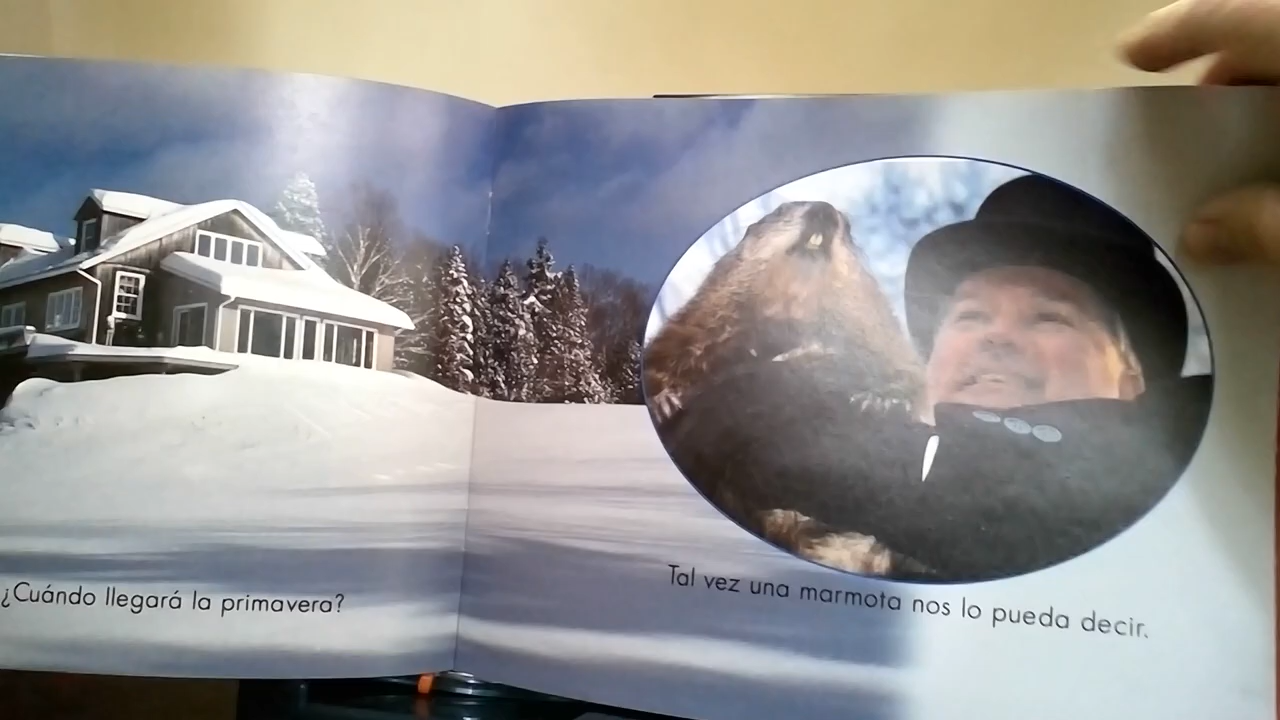 ¿Cuándo llegará la primavera?
Tal vez una marmota nos lo pueda decir.